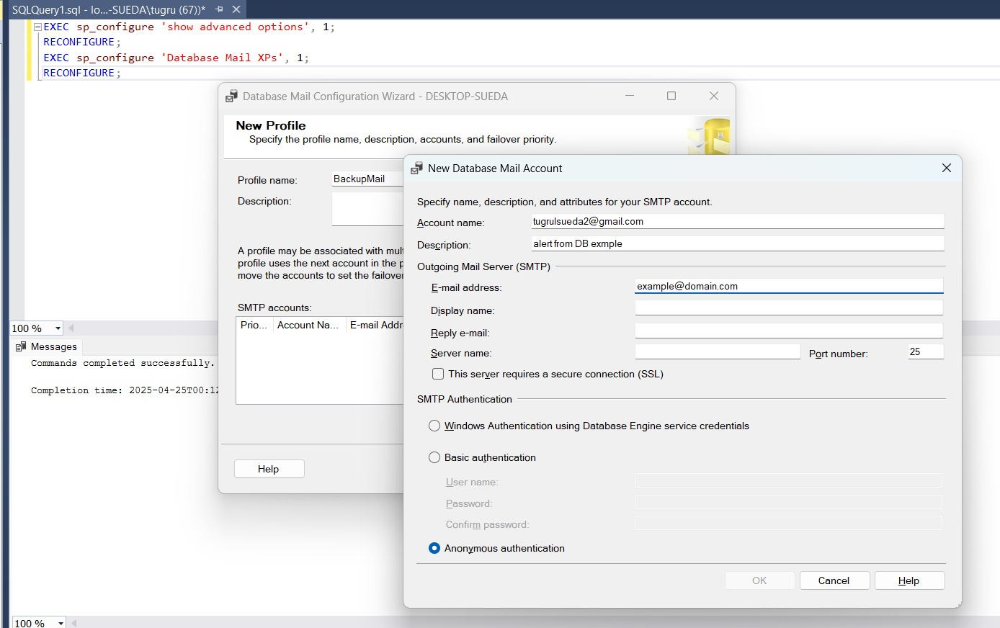 SQLQuery1.sql - lo...-SUEDA\tugru (67))*
EXEC sp_configure 'show advanced options', 1;
RECONFIGURE;
EXEC sp_configure 'Database Mail XPs', 1;
RECONFIGURE;
Database Mail Configuration Wizard - DESKTOP-SUEDA
New Profile
Specify the profile name, description, accounts, and failover priority.
Profile name: BackupMail
Description:
A profile may be associated with mul
profile uses the next account in the p
move the accounts to set the failover
SMTP accounts:
Prio... Account Na... E-mail Addr
Help
New Database Mail Account
Specify name, description, and attributes for your SMTP account.
Account name: tugrulsueda2@gmail.com
Description: alert from DB exmple
Outgoing Mail Server (SMTP)
E-mail address: example@domain.com
Display name:
Reply e-mail:
Server name: Port number: 25
This server requires a secure connection (SSL)
SMTP Authentication
Windows Authentication using Database Engine service credentials
Basic authentication
User name:
Password:
Confirm password:
Anonymous authentication
OK Cancel Help
100 %
Messages
Commands completed successfully.
Completion time: 2025-04-25T00:12
100 %